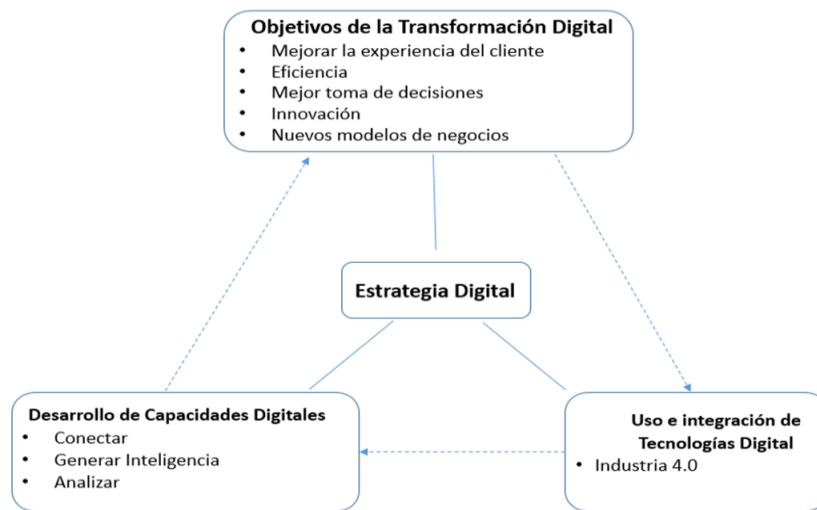 Objetivos de la Transformación Digital
• Mejorar la experiencia del cliente
• Eficiencia
• Mejor toma de decisiones
• Innovación
• Nuevos modelos de negocios
Estrategia Digital
Desarrollo de Capacidades Digitales
• Conectar
• Generar Inteligencia
• Analizar
Uso e integración de
Tecnologías Digital
• Industria 4.0